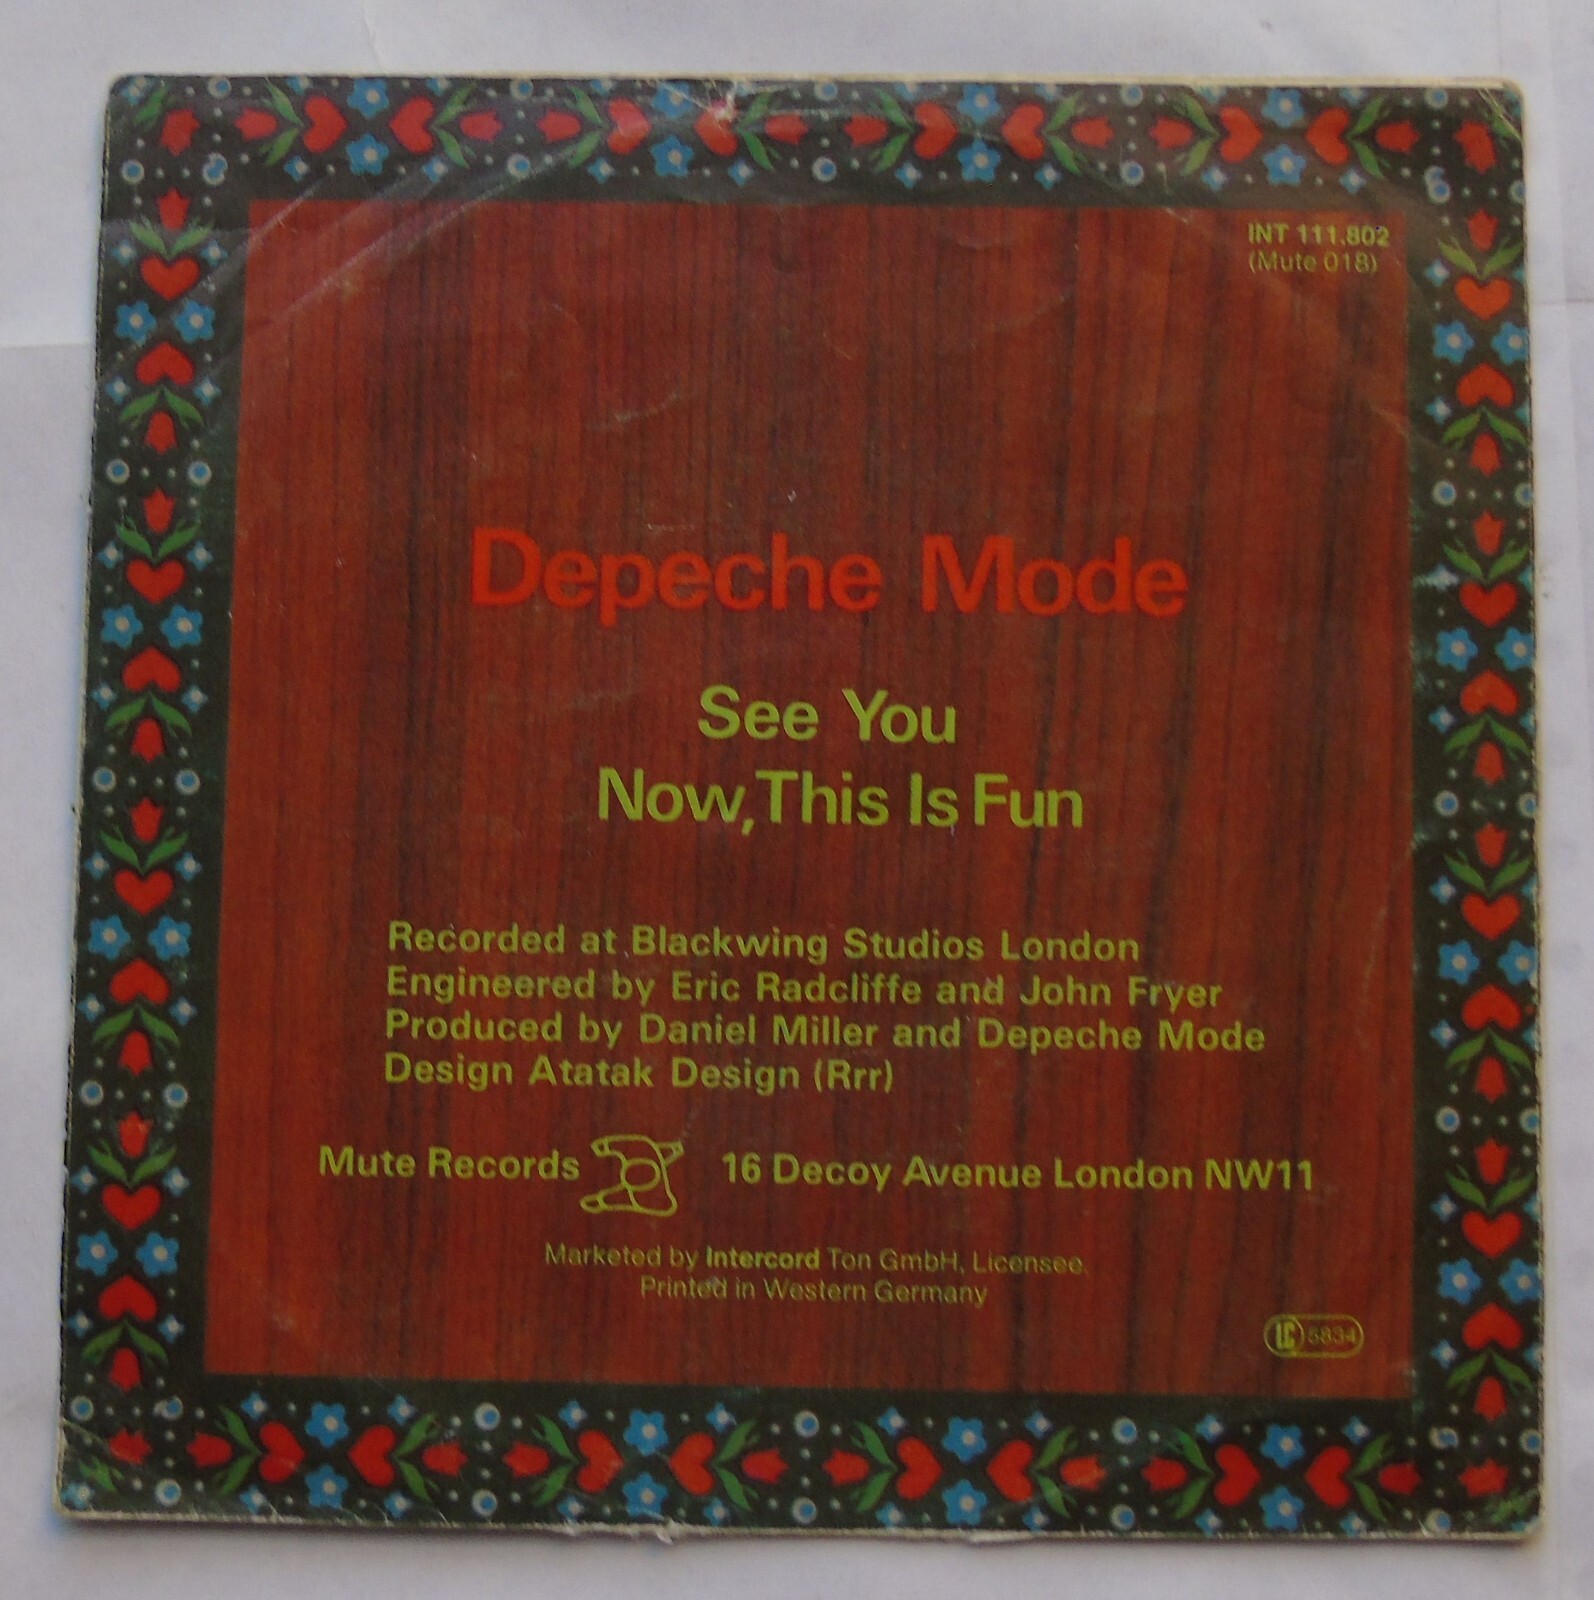 INT 111.802
(Mute 018)
Depeche Mode
See You
Now, This Is Fun
Recorded at Blackwing Studios London
Engineered by Eric Radcliffe and John Fryer
Produced by Daniel Miller and Depeche Mode
Design Atatak Design (Rrr)
Mute Records 16 Decoy Avenue London NW11
Marketed by Intercord Ton GmbH, Licensee.
Printed in Western Germany
LC 5834